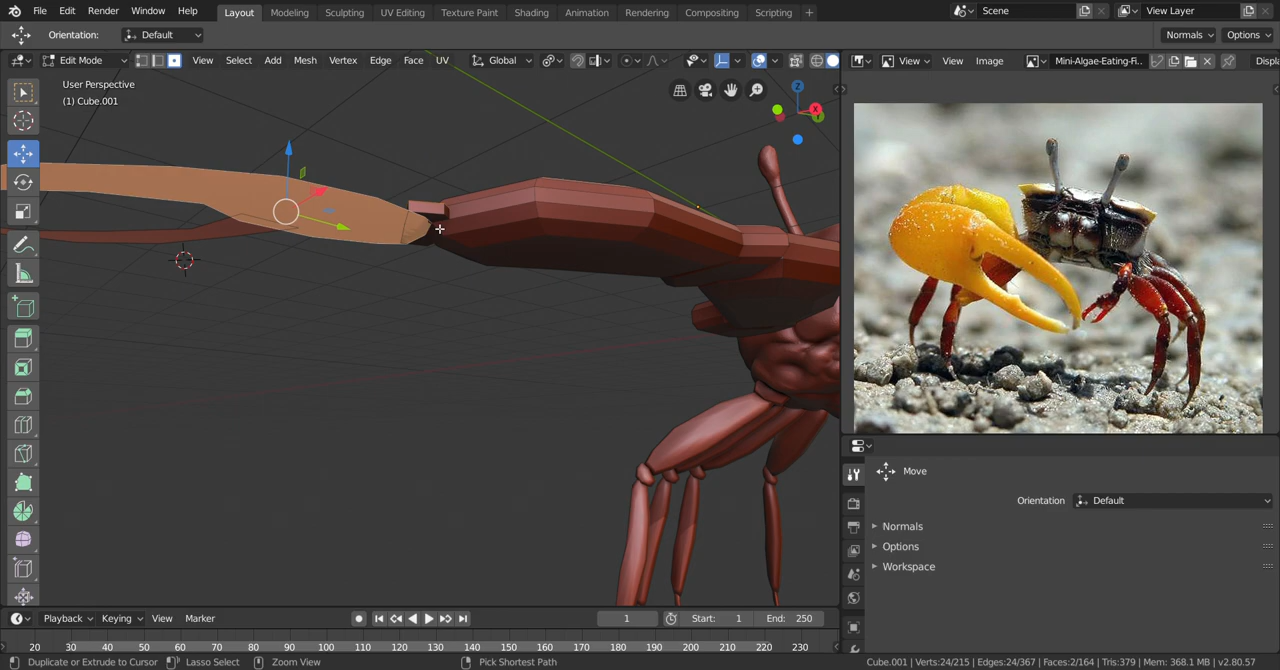 File Edit Render Window Help Layout Modeling Sculpting UV Editing Texture Paint Shading Animation Rendering Compositing Scripting + Scene View Layer
Orientation: Default Normals Options
Edit Mode View Select Add Mesh Vertex Edge Face UV Global View View Image Mini-Algae-Eating-Fi.. Displa
User Perspective
(1) Cube.001
Z
X
Y
Move
Orientation Default
Normals
Options
Workspace
Playback Keying View Marker 1 Start: 1 End: 250
20 30 40 50 60 70 80 90 100 110 120 130 140 150 160 170 180 190 200 210 220 230
Duplicate or Extrude to Cursor Lasso Select Zoom View Pick Shortest Path Cube.001 | Verts:24/215 | Edges:24/367 | Faces:2/164 | Tris:379 | Mem: 368.1 MB | v2.80.57